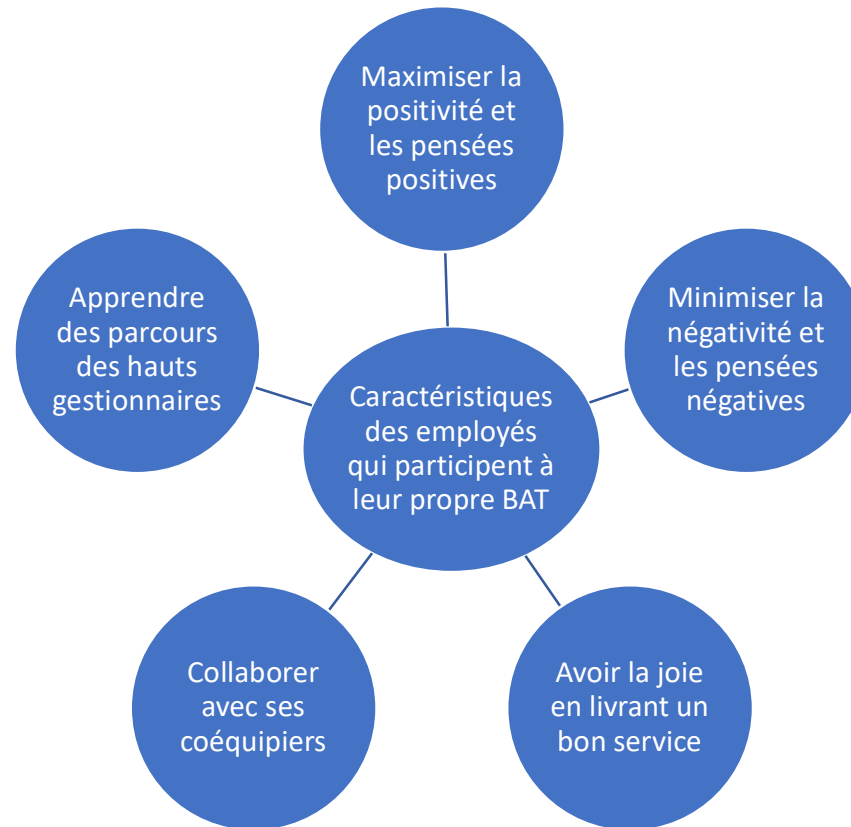 Maximiser la
positivité et
les pensées
positives
Apprendre
des parcours
des hauts
gestionnaires
Minimiser la
négativité et
les pensées
négatives
Caractéristiques
des employés
qui participent à
leur propre BAT
Collaborer
avec ses
coéquipiers
Avoir la joie
en livrant un
bon service